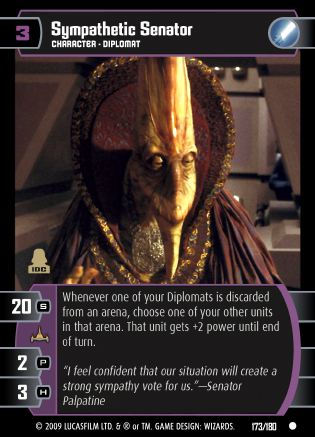 3
Sympathetic Senator
CHARACTER • DIPLOMAT
IDC
20 S
2 P
3 H
Whenever one of your Diplomats is discarded
from an arena, choose one of your other units
in that arena. That unit gets +2 power until end
of turn.
“I feel confident that our situation will create a
strong sympathy vote for us.”—Senator
Palpatine
© 2009 LUCASFILM LTD. & ® or TM. GAME DESIGN: WIZARDS. 173/180